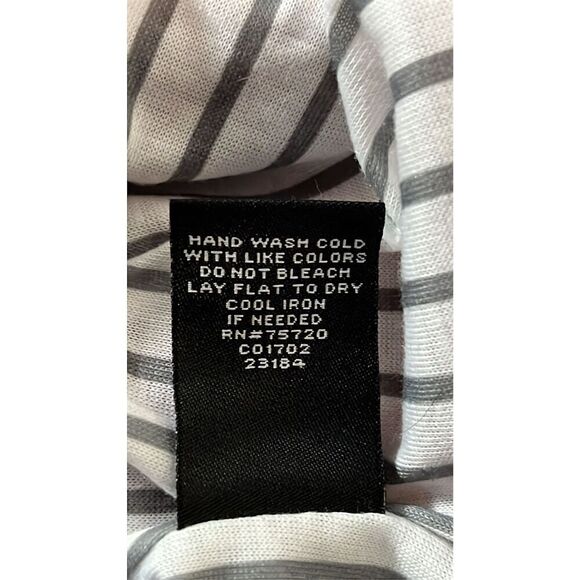 HAND WASH COLD
WITH LIKE COLORS
DO NOT BLEACH
LAY FLAT TO DRY
COOL IRON
IF NEEDED
RN#75720
C01702
23184